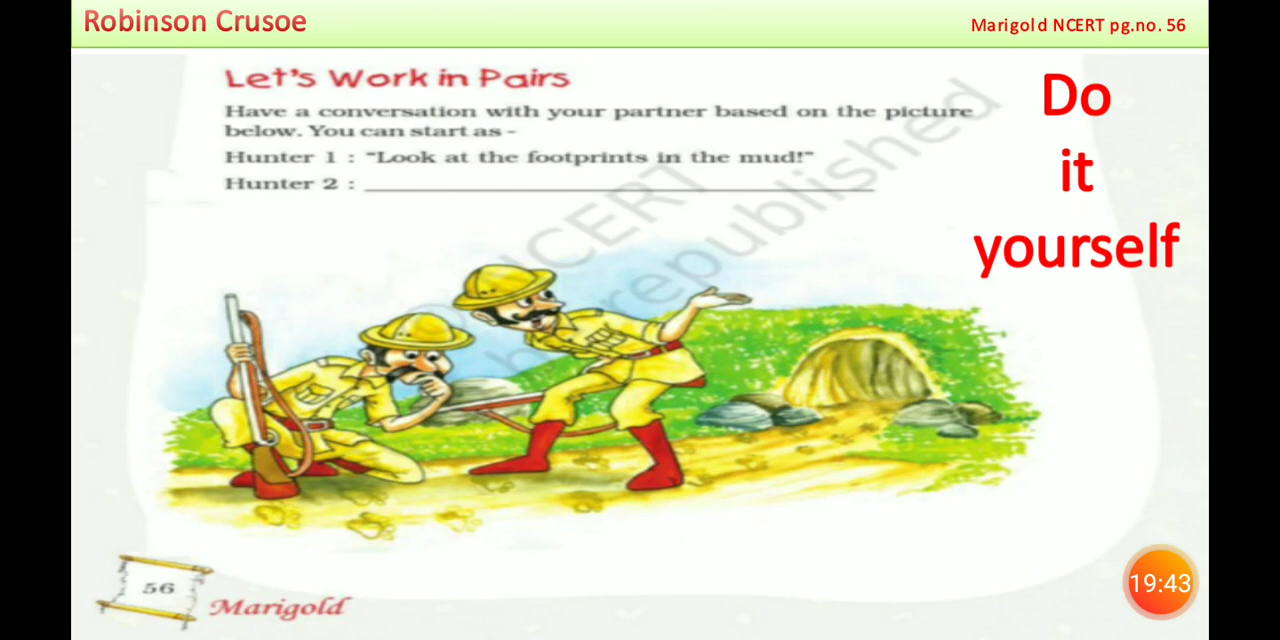 Robinson Crusoe
Marigold NCERT pg.no. 56
Let's Work in Pairs
Have a conversation with your partner based on the picture
below. You can start as -
Hunter 1 : "Look at the footprints in the mud!"
Hunter 2 :
Do
it
yourself
NCERT
republished
56
Marigold
19:43